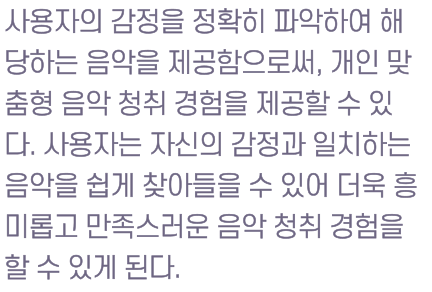 사용자의 감정을 정확히 파악하여 해
당하는 음악을 제공함으로써, 개인 맞
춤형 음악 청취 경험을 제공할 수 있
다. 사용자는 자신의 감정과 일치하는
음악을 쉽게 찾아들을 수 있어 더욱 흥
미롭고 만족스러운 음악 청취 경험을
할 수 있게 된다.